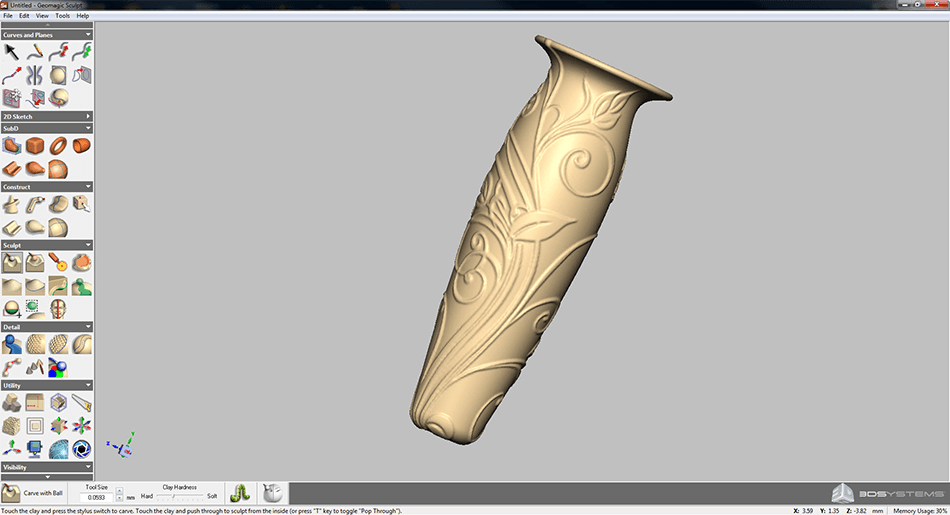 Untitled - Geomagic Sculpt
File Edit View Tools Help
Curves and Planes
2D Sketch
SubD
Construct
Sculpt
Detail
Utility
Visibility
Carve with Ball
Tool Size
0.0593 mm
Clay Hardness
Hard Soft
3DSYSTEMS
Touch the clay and press the stylus switch to carve. Touch the clay and push through to sculpt from the inside (or press "T" key to toggle "Pop Through").
X: 3.59 Y: 1.35 Z: -3.82 mm Memory Usage: 30%